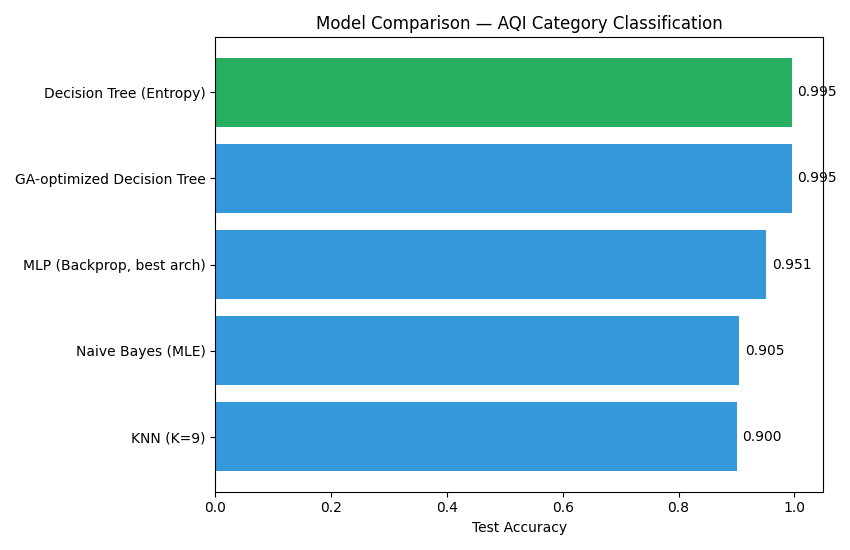 Model Comparison — AQI Category Classification
Decision Tree (Entropy) 0.995
GA-optimized Decision Tree 0.995
MLP (Backprop, best arch) 0.951
Naive Bayes (MLE) 0.905
KNN (K=9) 0.900
0.0 0.2 0.4 0.6 0.8 1.0
Test Accuracy